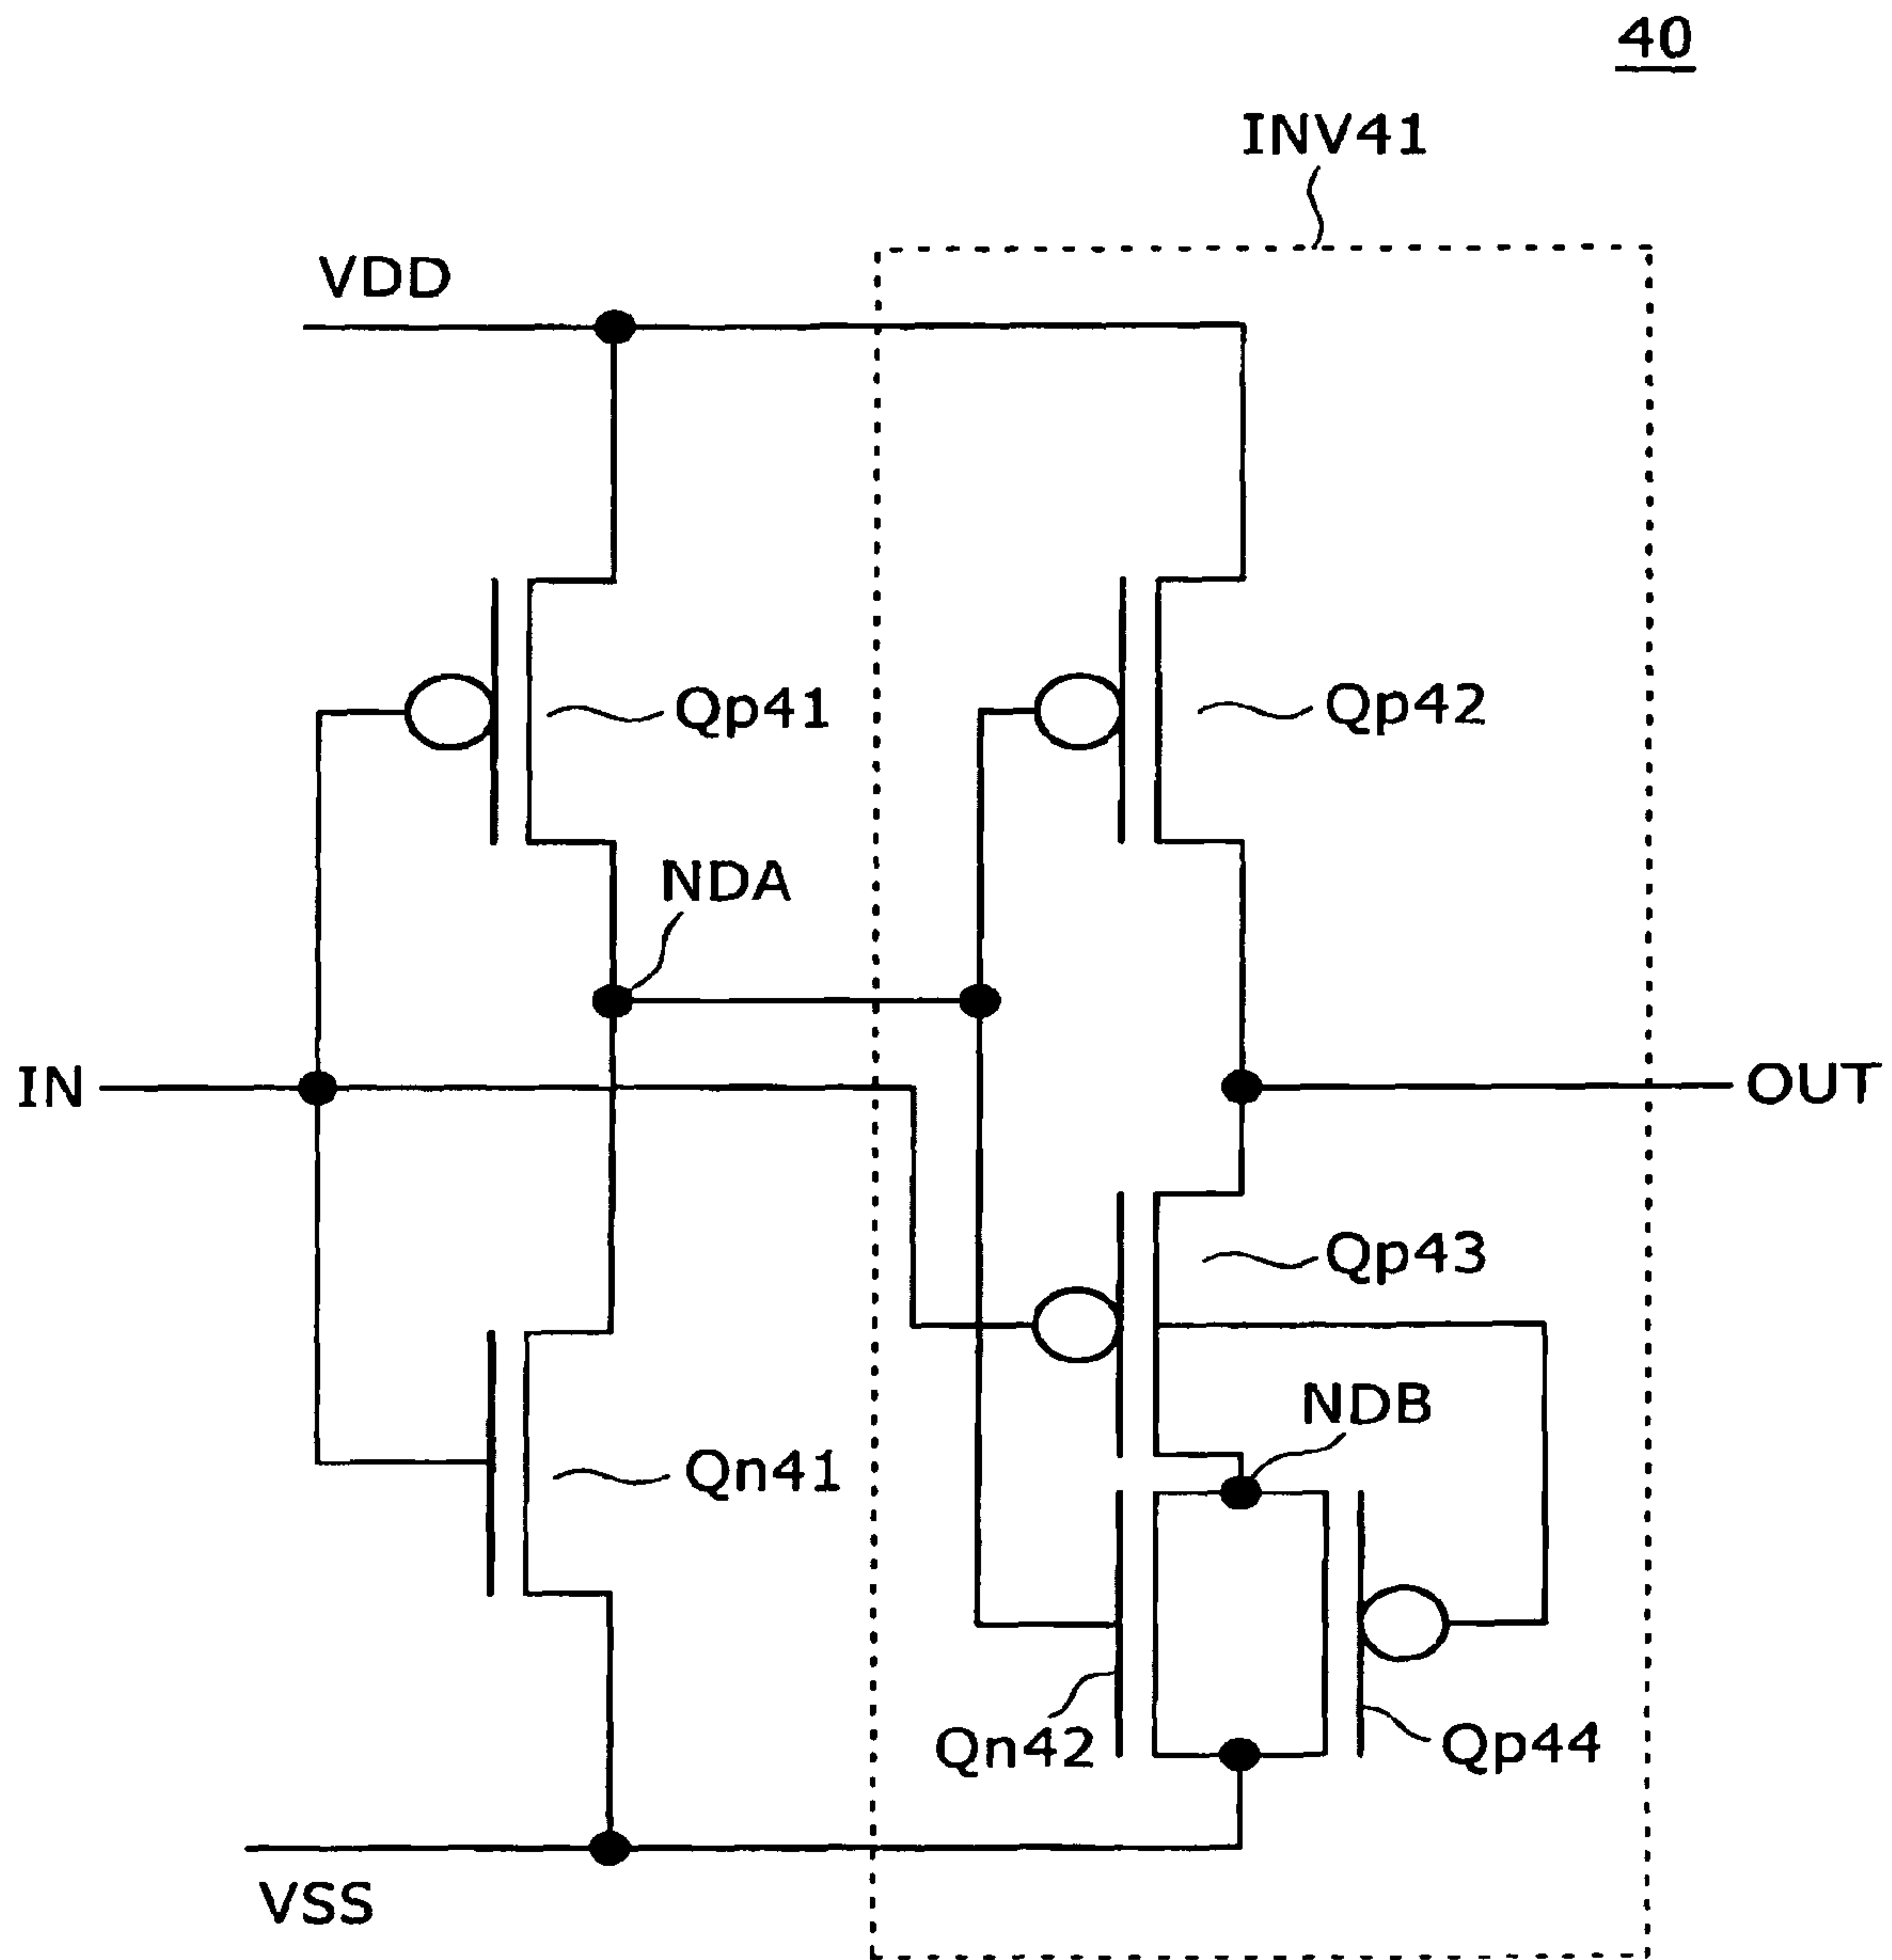 40
INV41
VDD
Qp41
Qp42
NDA
IN
OUT
Qp43
NDB
Qn41
Qn42
Qp44
VSS